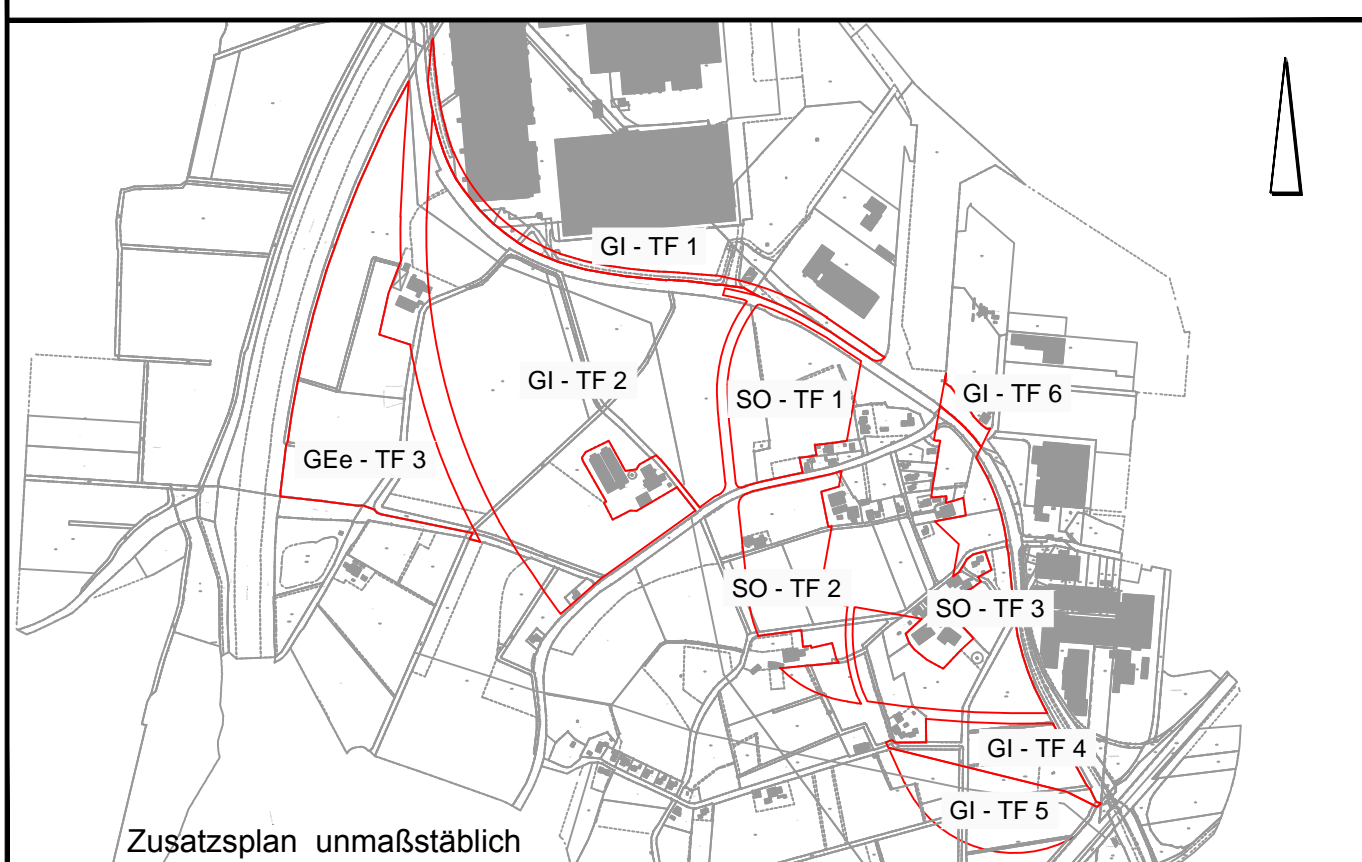 GI - TF 1
GI - TF 2
SO - TF 1
GI - TF 6
GEe - TF 3
SO - TF 2
SO - TF 3
GI - TF 4
GI - TF 5
Zusatzsplan unmaßstäblich